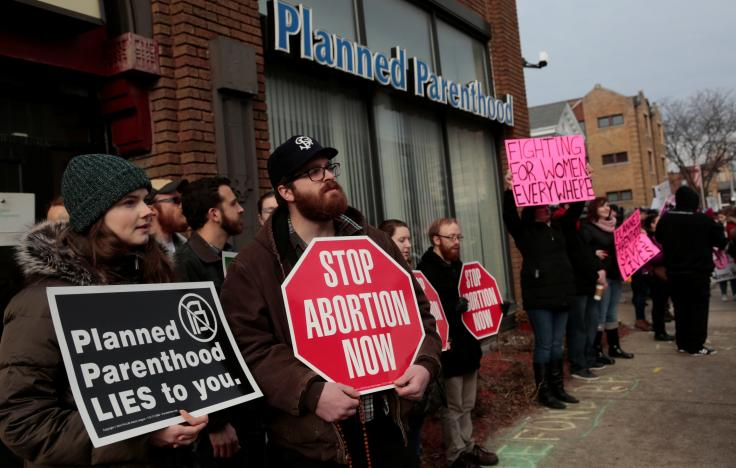 Planned Parenthood
Planned
Parenthood
LIES to you.
STOP
ABORTION
NOW
STOP
ABORTION
NOW
FIGHTING
FOR WOMEN
EVERYWHERE